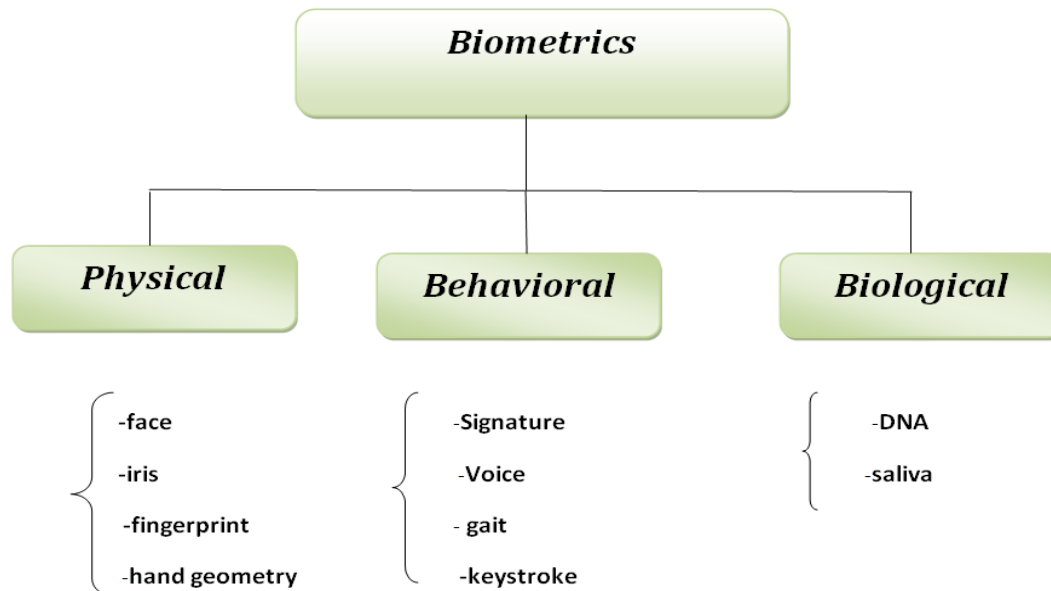 Biometrics
Physical
Behavioral
Biological
-face
-iris
-fingerprint
-hand geometry
-Signature
-Voice
- gait
-keystroke
-DNA
-saliva